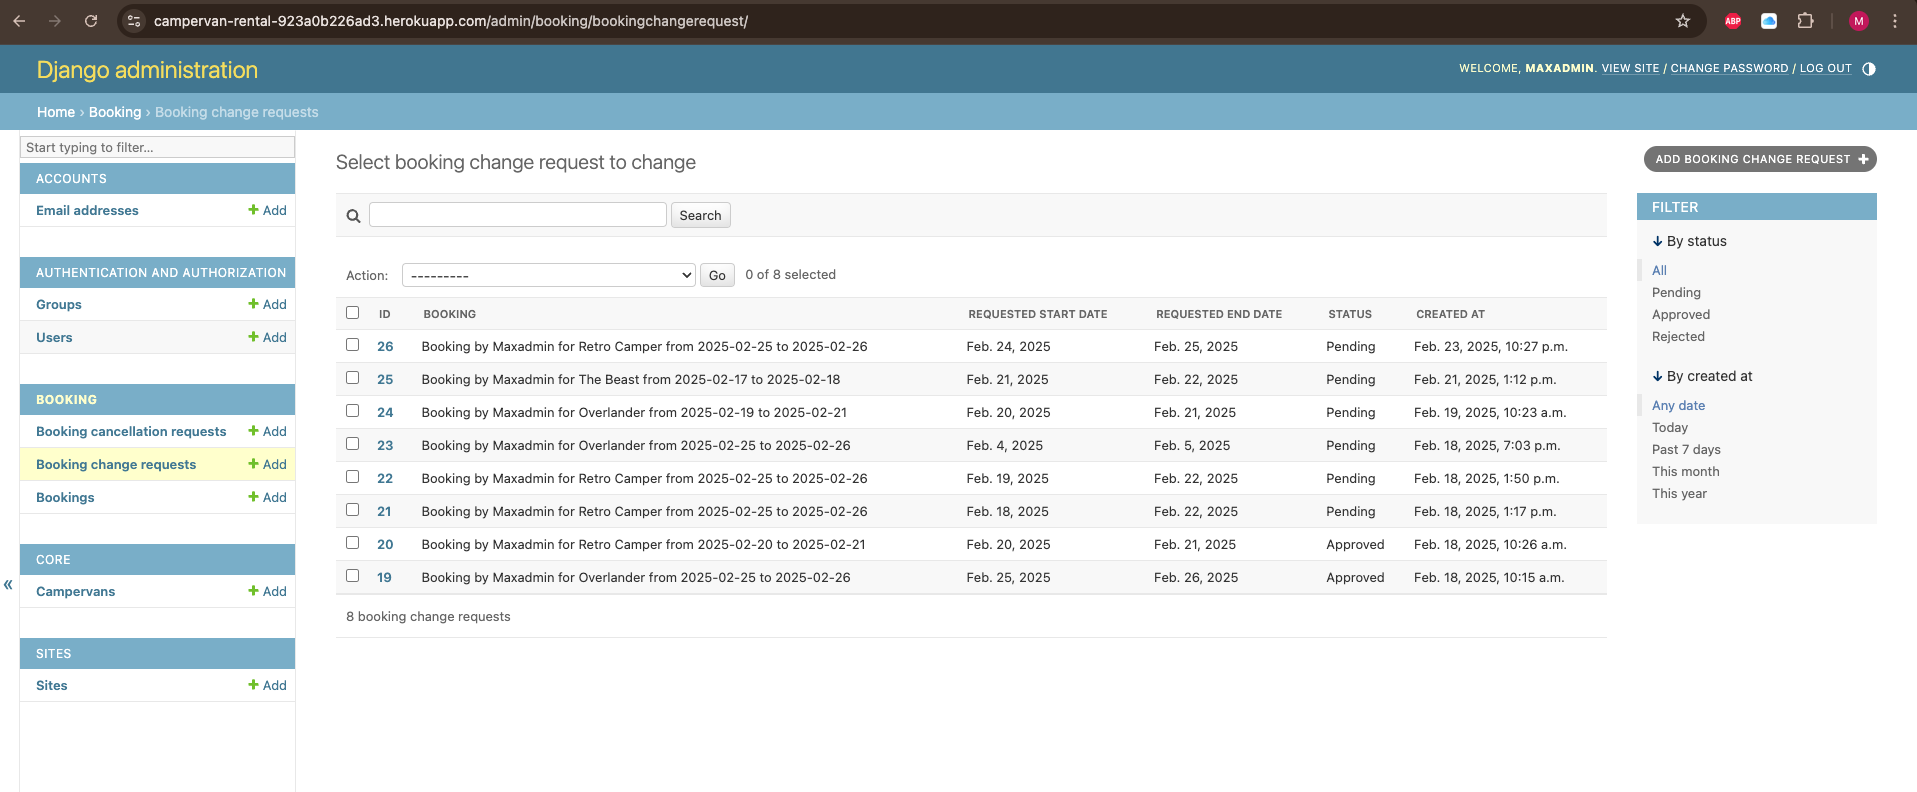 campervan-rental-923a0b226ad3.herokuapp.com/admin/booking/bookingchangerequest/
ABP
M
Django administration
WELCOME, MAXADMIN. VIEW SITE / CHANGE PASSWORD / LOG OUT
Home › Booking › Booking change requests
Start typing to filter...
ACCOUNTS
Email addresses + Add
AUTHENTICATION AND AUTHORIZATION
Groups + Add
Users + Add
BOOKING
Booking cancellation requests + Add
Booking change requests + Add
Bookings + Add
CORE
Campervans + Add
SITES
Sites + Add
«
Select booking change request to change
ADD BOOKING CHANGE REQUEST +
Search
Action: --------- Go 0 of 8 selected
ID BOOKING REQUESTED START DATE REQUESTED END DATE STATUS CREATED AT
26 Booking by Maxadmin for Retro Camper from 2025-02-25 to 2025-02-26 Feb. 24, 2025 Feb. 25, 2025 Pending Feb. 23, 2025, 10:27 p.m.
25 Booking by Maxadmin for The Beast from 2025-02-17 to 2025-02-18 Feb. 21, 2025 Feb. 22, 2025 Pending Feb. 21, 2025, 1:12 p.m.
24 Booking by Maxadmin for Overlander from 2025-02-19 to 2025-02-21 Feb. 20, 2025 Feb. 21, 2025 Pending Feb. 19, 2025, 10:23 a.m.
23 Booking by Maxadmin for Overlander from 2025-02-25 to 2025-02-26 Feb. 4, 2025 Feb. 5, 2025 Pending Feb. 18, 2025, 7:03 p.m.
22 Booking by Maxadmin for Retro Camper from 2025-02-25 to 2025-02-26 Feb. 19, 2025 Feb. 22, 2025 Pending Feb. 18, 2025, 1:50 p.m.
21 Booking by Maxadmin for Retro Camper from 2025-02-25 to 2025-02-26 Feb. 18, 2025 Feb. 22, 2025 Pending Feb. 18, 2025, 1:17 p.m.
20 Booking by Maxadmin for Retro Camper from 2025-02-20 to 2025-02-21 Feb. 20, 2025 Feb. 21, 2025 Approved Feb. 18, 2025, 10:26 a.m.
19 Booking by Maxadmin for Overlander from 2025-02-25 to 2025-02-26 Feb. 25, 2025 Feb. 26, 2025 Approved Feb. 18, 2025, 10:15 a.m.
8 booking change requests
FILTER
↓ By status
All
Pending
Approved
Rejected
↓ By created at
Any date
Today
Past 7 days
This month
This year